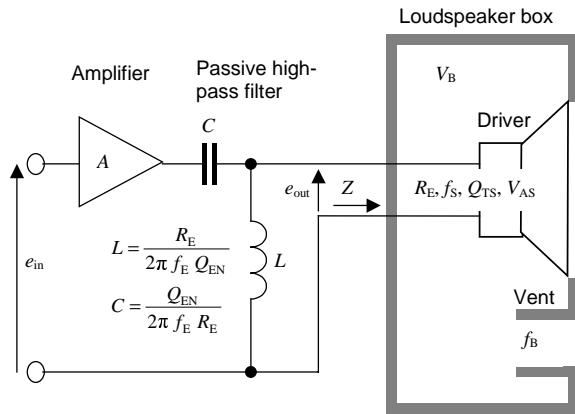 Loudspeaker box
Amplifier
Passive high-
pass filter
V_B
C
Driver
A
e_out
Z
R_E, f_S, Q_TS, V_AS
e_in
L = R_E / (2π f_E Q_EN)
L
C = Q_EN / (2π f_E R_E)
Vent
f_B